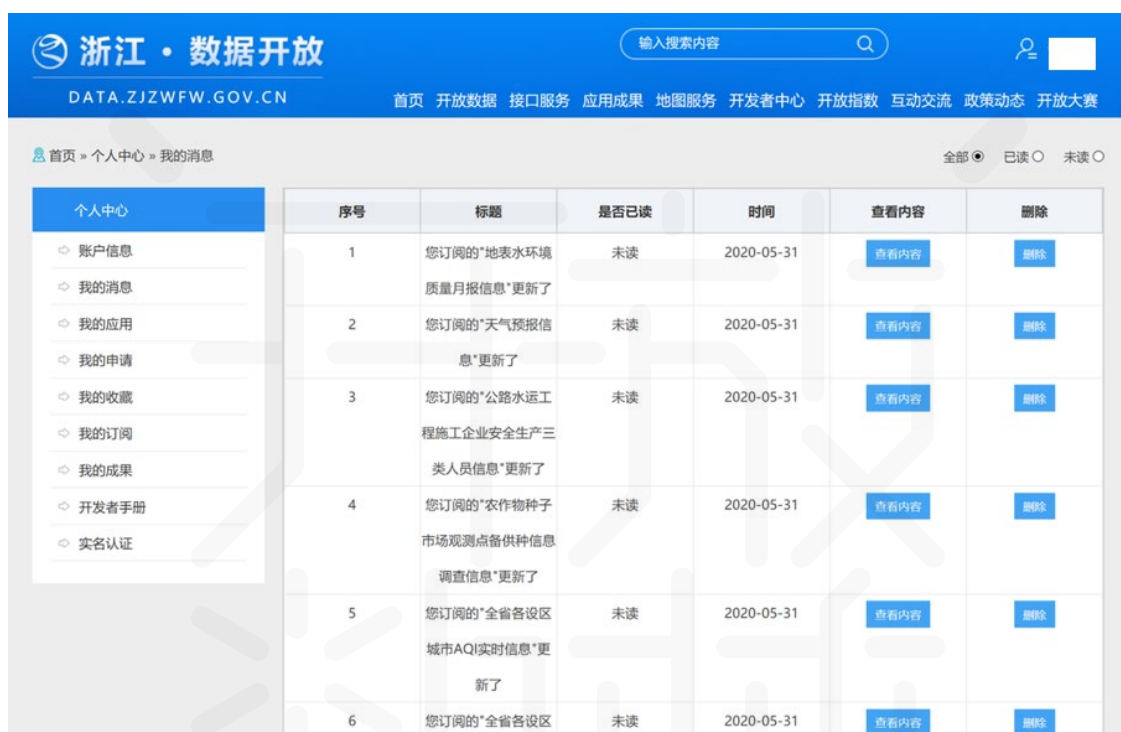 浙江·数据开放
输入搜索内容
DATA.ZJZWFW.GOV.CN
首页 开放数据 接口服务 应用成果 地图服务 开发者中心 开放指数 互动交流 政策动态 开放大赛
首页 » 个人中心 » 我的消息
全部 已读 未读
个人中心
账户信息
我的消息
我的应用
我的申请
我的收藏
我的订阅
我的成果
开发者手册
实名认证
序号 标题 是否已读 时间 查看内容 删除
1 您订阅的"地表水环境 未读 2020-05-31 查看内容 删除
质量月报信息"更新了
2 您订阅的"天气预报信 未读 2020-05-31 查看内容 删除
息"更新了
3 您订阅的"公路水运工 未读 2020-05-31 查看内容 删除
程施工企业安全生产三
类人员信息"更新了
4 您订阅的"农作物种子 未读 2020-05-31 查看内容 删除
市场观测点备供种信息
调查信息"更新了
5 您订阅的"全省各设区 未读 2020-05-31 查看内容 删除
城市AQI实时信息"更
新了
6 您订阅的"全省各设区 未读 2020-05-31 查看内容 删除